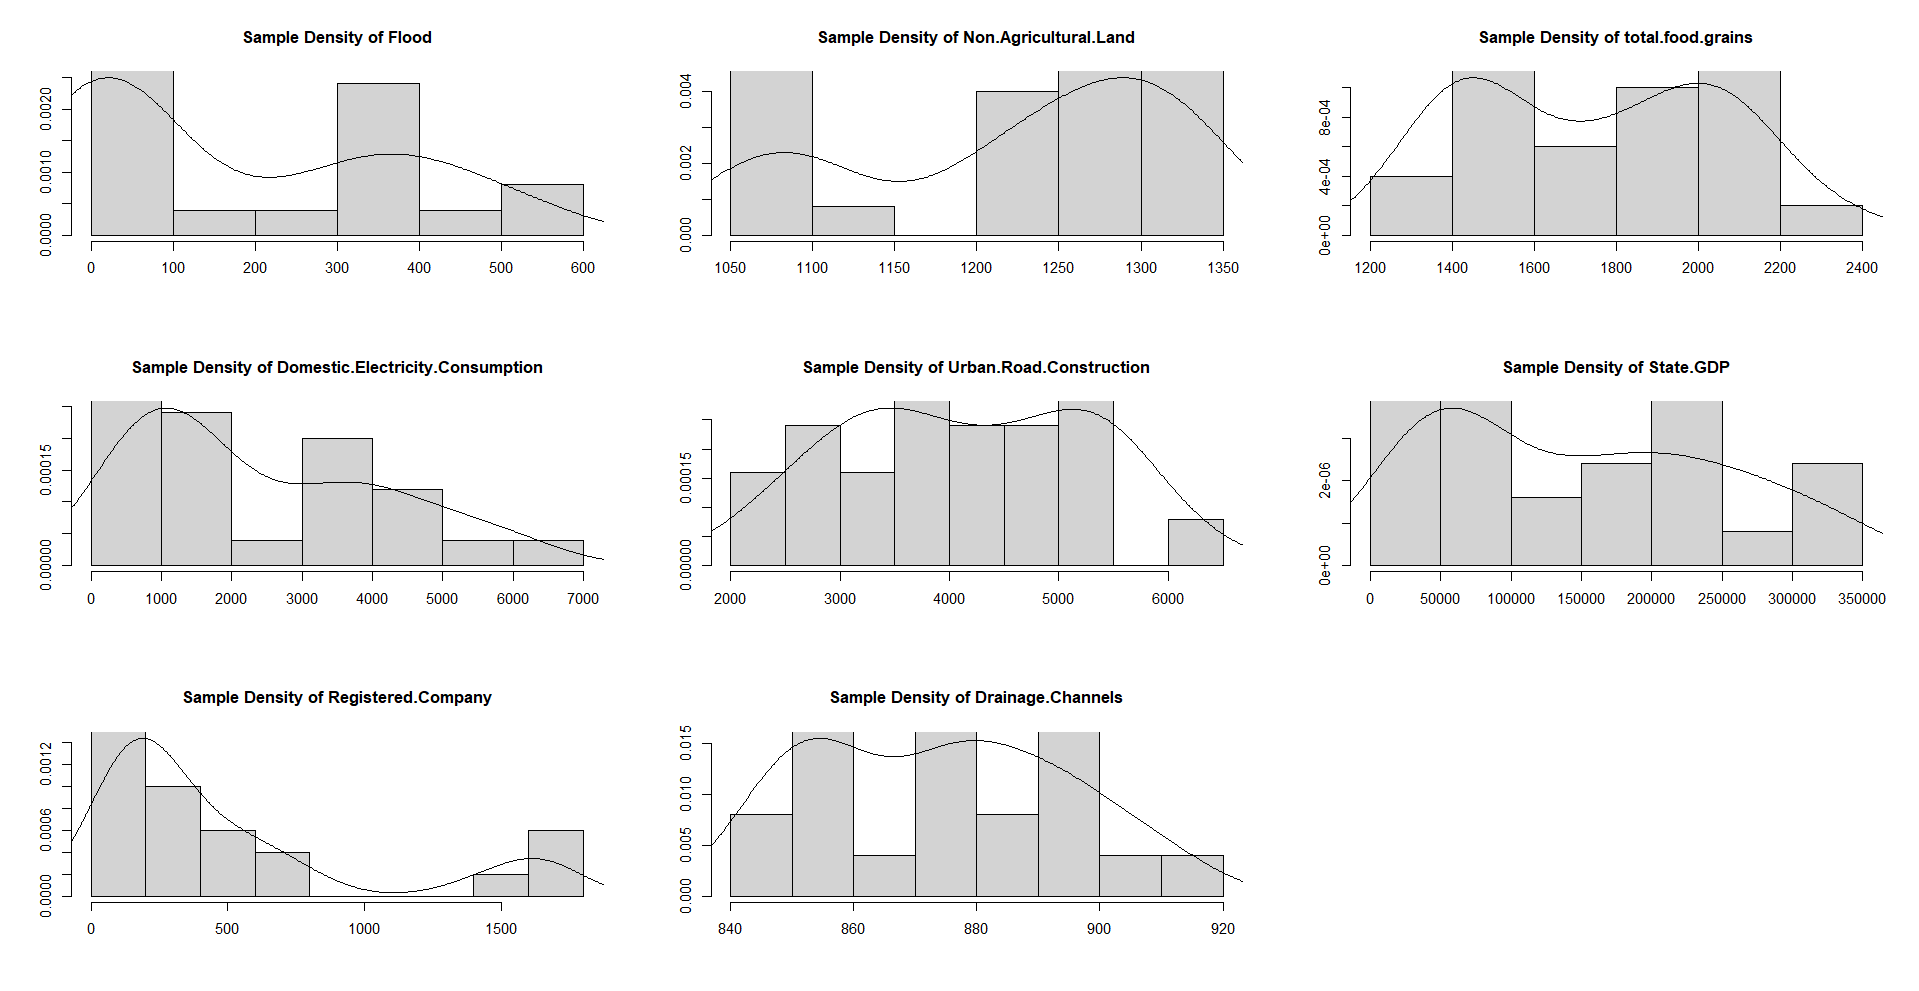 Sample Density of Flood
0.0000 0.0010 0.0020
0 100 200 300 400 500 600
Sample Density of Non.Agricultural.Land
0.000 0.002 0.004
1050 1100 1150 1200 1250 1300 1350
Sample Density of total.food.grains
0e+00 4e-04 8e-04
1200 1400 1600 1800 2000 2200 2400
Sample Density of Domestic.Electricity.Consumption
0.00000 0.00015
0 1000 2000 3000 4000 5000 6000 7000
Sample Density of Urban.Road.Construction
0.00000 0.00015
2000 3000 4000 5000 6000
Sample Density of State.GDP
0e+00 2e-06
0 50000 100000 150000 200000 250000 300000 350000
Sample Density of Registered.Company
0.0000 0.0006 0.0012
0 500 1000 1500
Sample Density of Drainage.Channels
0.000 0.005 0.010 0.015
840 860 880 900 920